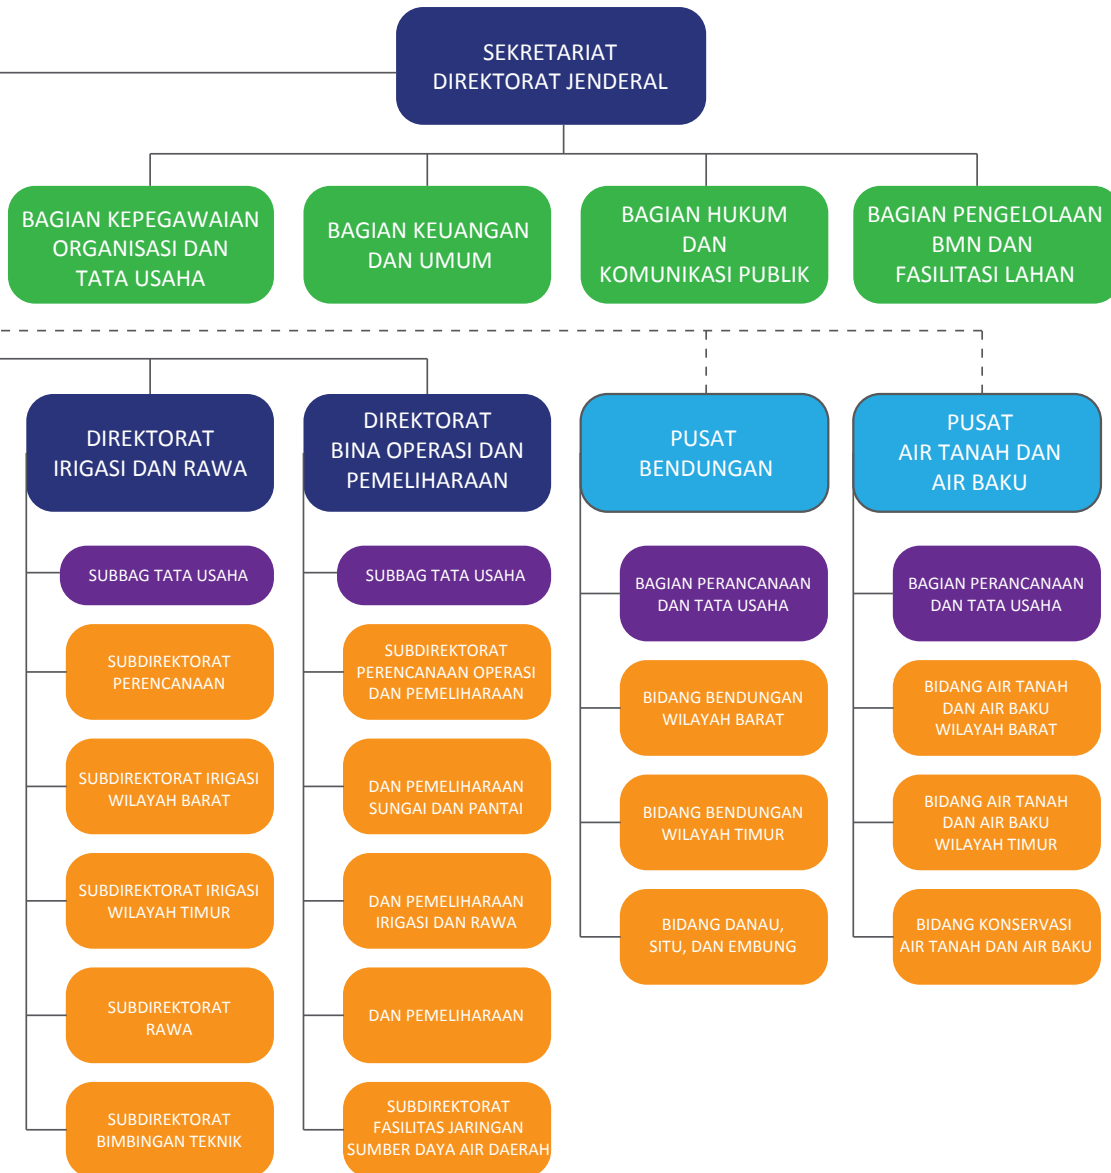 SEKRETARIAT
DIREKTORAT JENDERAL
BAGIAN KEPEGAWAIAN
ORGANISASI DAN
TATA USAHA
BAGIAN KEUANGAN
DAN UMUM
BAGIAN HUKUM
DAN
KOMUNIKASI PUBLIK
BAGIAN PENGELOLAAN
BMN DAN
FASILITASI LAHAN
DIREKTORAT
IRIGASI DAN RAWA
SUBBAG TATA USAHA
SUBDIREKTORAT
PERENCANAAN
SUBDIREKTORAT IRIGASI
WILAYAH BARAT
SUBDIREKTORAT IRIGASI
WILAYAH TIMUR
SUBDIREKTORAT
RAWA
SUBDIREKTORAT
BIMBINGAN TEKNIK
DIREKTORAT
BINA OPERASI DAN
PEMELIHARAAN
SUBBAG TATA USAHA
SUBDIREKTORAT
PERENCANAAN OPERASI
DAN PEMELIHARAAN
DAN PEMELIHARAAN
SUNGAI DAN PANTAI
DAN PEMELIHARAAN
IRIGASI DAN RAWA
DAN PEMELIHARAAN
SUBDIREKTORAT
FASILITAS JARINGAN
SUMBER DAYA AIR DAERAH
PUSAT
BENDUNGAN
BAGIAN PERANCANAAN
DAN TATA USAHA
BIDANG BENDUNGAN
WILAYAH BARAT
BIDANG BENDUNGAN
WILAYAH TIMUR
BIDANG DANAU,
SITU, DAN EMBUNG
PUSAT
AIR TANAH DAN
AIR BAKU
BAGIAN PERANCANAAN
DAN TATA USAHA
BIDANG AIR TANAH
DAN AIR BAKU
WILAYAH BARAT
BIDANG AIR TANAH
DAN AIR BAKU
WILAYAH TIMUR
BIDANG KONSERVASI
AIR TANAH DAN AIR BAKU